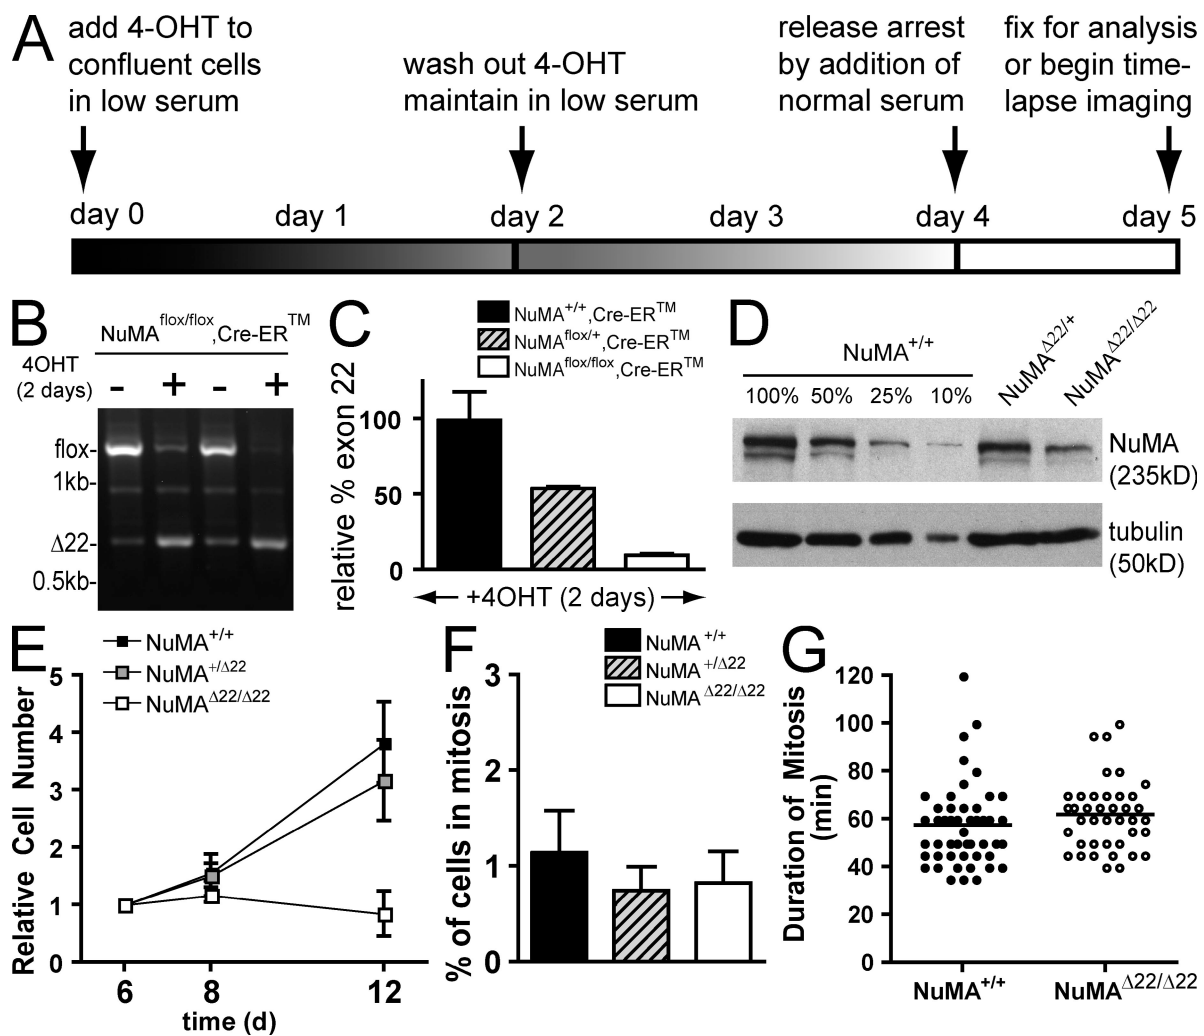 A
add 4-OHT to
confluent cells
in low serum
wash out 4-OHT
maintain in low serum
release arrest
by addition of
normal serum
fix for analysis
or begin time-
lapse imaging
day 0 day 1 day 2 day 3 day 4 day 5
B
NuMA^flox/flox,Cre-ER^TM
4OHT
(2 days)
- + - +
flox-
1kb-
Δ22-
0.5kb-
C
NuMA^+/+,Cre-ER^TM
NuMA^flox/+,Cre-ER^TM
NuMA^flox/flox,Cre-ER^TM
relative % exon 22
100
50
0
+4OHT (2 days)
D
NuMA^+/+
100% 50% 25% 10%
NuMA^Δ22/+
NuMA^Δ22/Δ22
NuMA
(235kD)
tubulin
(50kD)
E
NuMA^+/+
NuMA^+/Δ22
NuMA^Δ22/Δ22
Relative Cell Number
5
4
3
2
1
0
6 8 12
time (d)
F
NuMA^+/+
NuMA^+/Δ22
NuMA^Δ22/Δ22
% of cells in mitosis
3
2
1
0
G
Duration of Mitosis
(min)
120
100
80
60
40
20
0
NuMA^+/+
NuMA^Δ22/Δ22